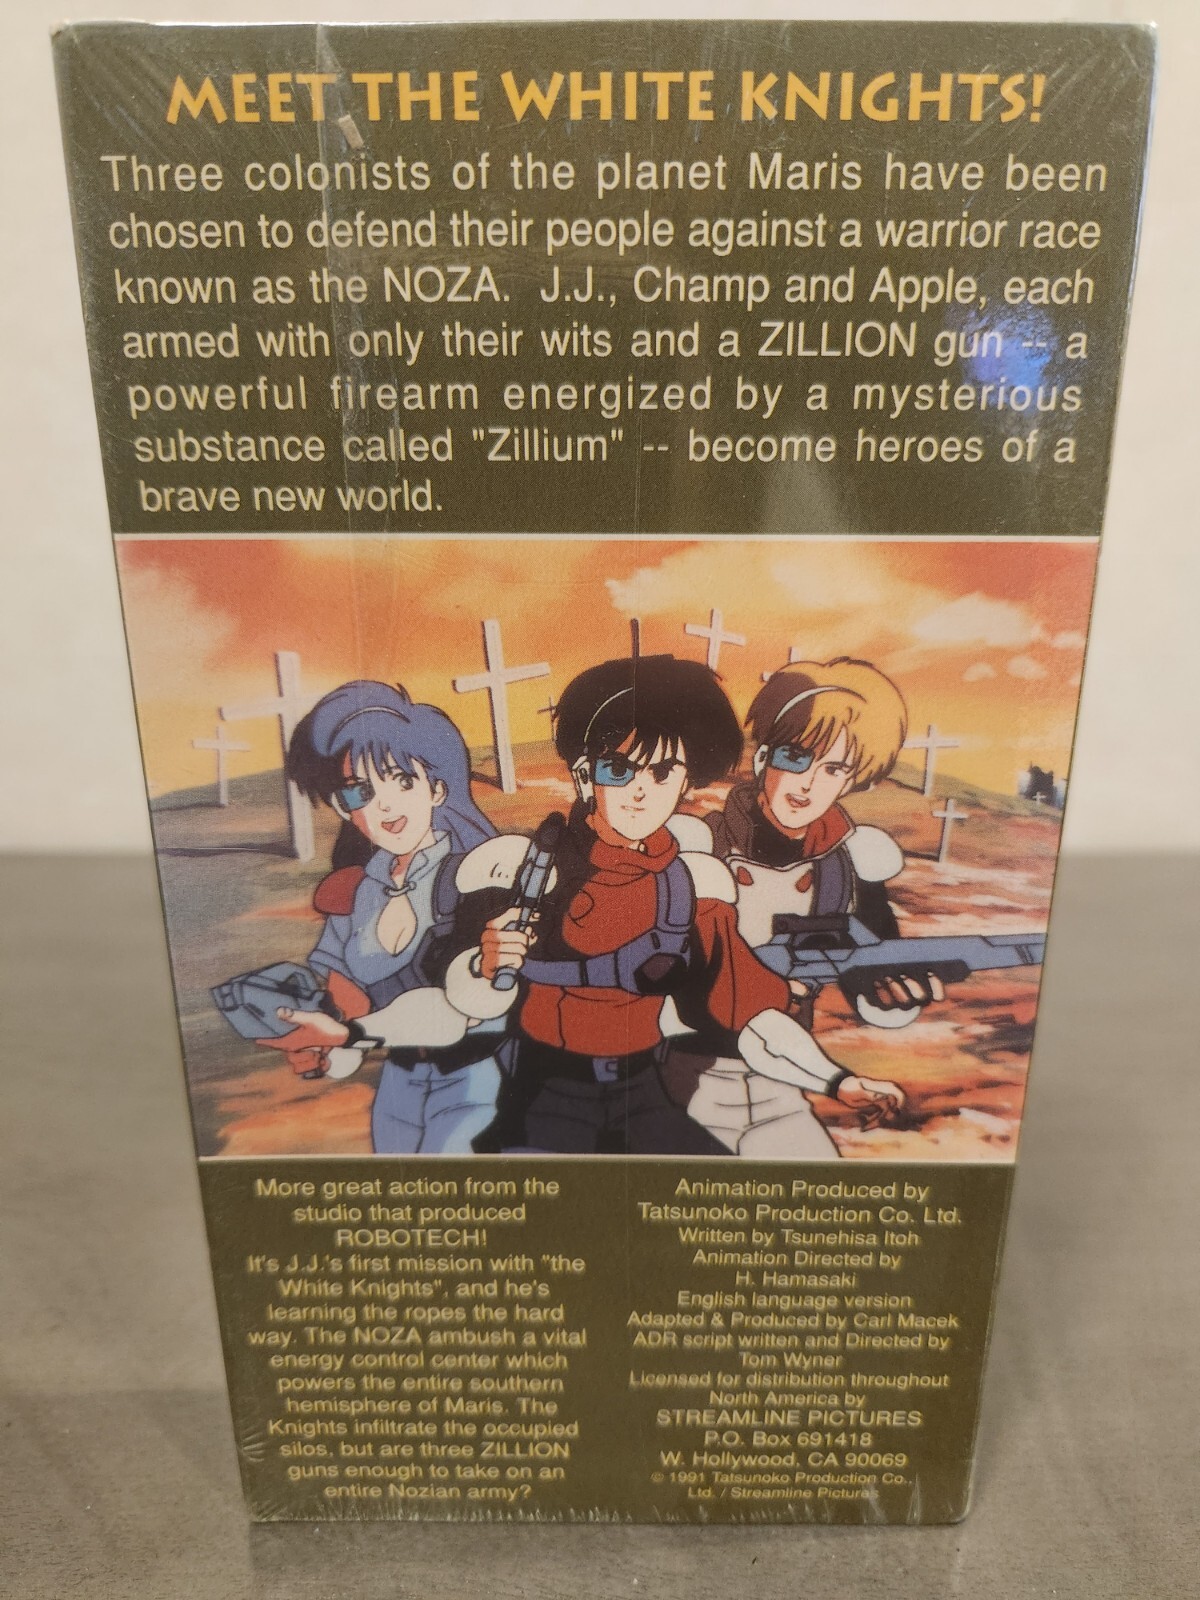 MEET THE WHITE KNIGHTS!
Three colonists of the planet Maris have been
chosen to defend their people against a warrior race
known as the NOZA. J.J., Champ and Apple, each
armed with only their wits and a ZILLION gun -- a
powerful firearm energized by a mysterious
substance called "Zillium" -- become heroes of a
brave new world.
More great action from the
studio that produced
ROBOTECH!
It's J.J.'s first mission with "the
White Knights", and he's
learning the ropes the hard
way. The NOZA ambush a vital
energy control center which
powers the entire southern
hemisphere of Maris. The
Knights infiltrate the occupied
silos, but are three ZILLION
guns enough to take on an
entire Nozian army?
Animation Produced by
Tatsunoko Production Co. Ltd.
Written by Tsunehisa Itoh
Animation Directed by
H. Hamasaki
English language version
Adapted & Produced by Carl Macek
ADR script written and Directed by
Tom Wyner
Licensed for distribution throughout
North America by
STREAMLINE PICTURES
P.O. Box 691418
W. Hollywood, CA 90069
© 1991 Tatsunoko Production Co.,
Ltd. / Streamline Pictures